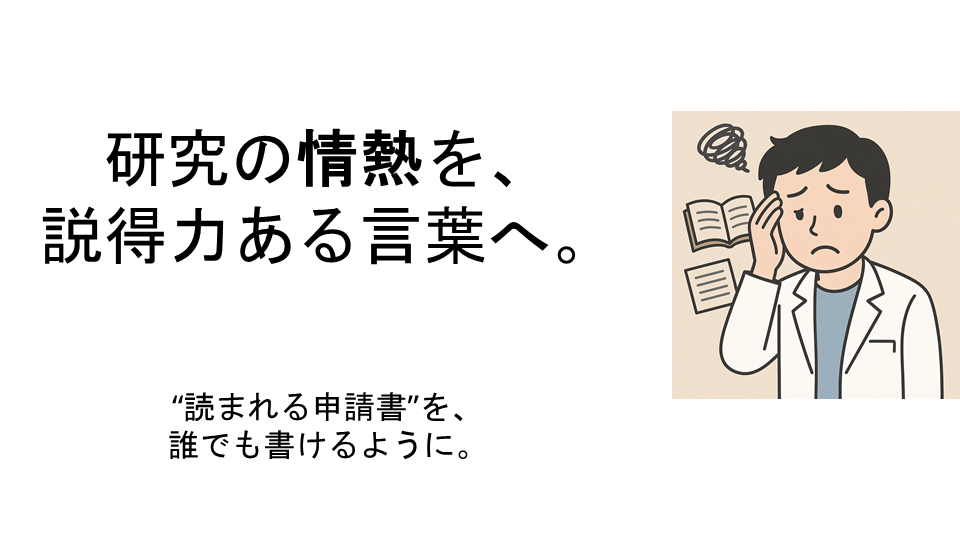 研究の情熱を、
説得力ある言葉へ。
“読まれる申請書”を、
誰でも書けるように。